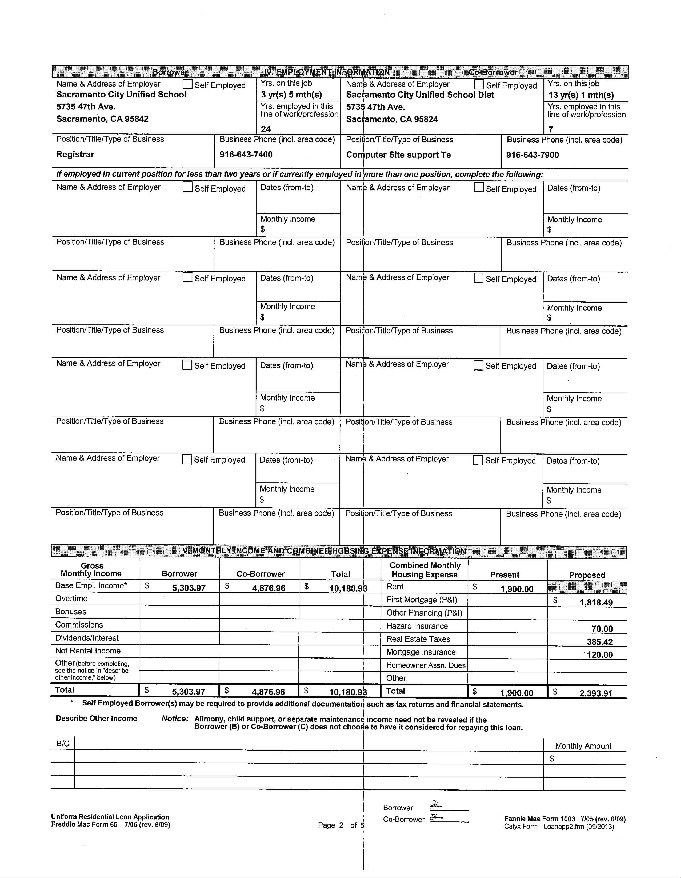 Borrower IV. EMPLOYMENT INFORMATION Co-Borrower
Name & Address of Employer Self Employed Yrs. on this job Name & Address of Employer Self Employed Yrs. on this job
Sacramento City Unified School 3 yr(s) 5 mth(s) Sacramento City Unified School Dist 13 yr(s) 1 mth(s)
5735 47th Ave. Yrs. employed in this line of work/profession 5735 47th Ave. Yrs. employed in this line of work/profession
Sacramento, CA 95842 24 Sacramento, CA 95824 7
Position/Title/Type of Business Business Phone (incl. area code) Position/Title/Type of Business Business Phone (incl. area code)
Registrar 916-643-7400 Computer Site support Te 916-643-7900
If employed in current position for less than two years or if currently employed in more than one position, complete the following:
Name & Address of Employer Self Employed Dates (from-to) Name & Address of Employer Self Employed Dates (from-to)
Monthly Income Monthly Income
$ $
Position/Title/Type of Business Business Phone (incl. area code) Position/Title/Type of Business Business Phone (incl. area code)
Name & Address of Employer Self Employed Dates (from-to) Name & Address of Employer Self Employed Dates (from-to)
Monthly Income Monthly Income
$ $
Position/Title/Type of Business Business Phone (incl. area code) Position/Title/Type of Business Business Phone (incl. area code)
Name & Address of Employer Self Employed Dates (from-to) Name & Address of Employer Self Employed Dates (from-to)
Monthly Income Monthly Income
$ $
Position/Title/Type of Business Business Phone (incl. area code) Position/Title/Type of Business Business Phone (incl. area code)
Name & Address of Employer Self Employed Dates (from-to) Name & Address of Employer Self Employed Dates (from-to)
Monthly Income Monthly Income
$ $
Position/Title/Type of Business Business Phone (incl. area code) Position/Title/Type of Business Business Phone (incl. area code)
V. MONTHLY INCOME AND COMBINED HOUSING EXPENSE INFORMATION
Gross Monthly Income Borrower Co-Borrower Total Combined Monthly Housing Expense Present Proposed
Base Empl. Income* $ 5,303.97 $ 4,876.96 $ 10,180.93 Rent $ 1,900.00
Overtime First Mortgage (P&I) $ 1,818.49
Bonuses Other Financing (P&I)
Commissions Hazard Insurance 70.00
Dividends/Interest Real Estate Taxes 385.42
Net Rental Income Mortgage Insurance 120.00
Other (before completing, see the notice in "describe other income," below) Homeowner Assn. Dues
Other:
Total $ 5,303.97 $ 4,876.96 $ 10,180.93 Total $ 1,900.00 $ 2,393.91
* Self Employed Borrower(s) may be required to provide additional documentation such as tax returns and financial statements.
Describe Other Income Notice: Alimony, child support, or separate maintenance income need not be revealed if the
Borrower (B) or Co-Borrower (C) does not choose to have it considered for repaying this loan.
B/C Monthly Amount
$
Borrower
Co-Borrower
Uniform Residential Loan Application
Freddie Mac Form 65 7/05 (rev. 6/09)
Page 2 of 5
Fannie Mae Form 1003 7/05 (rev. 6/09)
Calyx Form - Loanapp2.frm (09/2013)